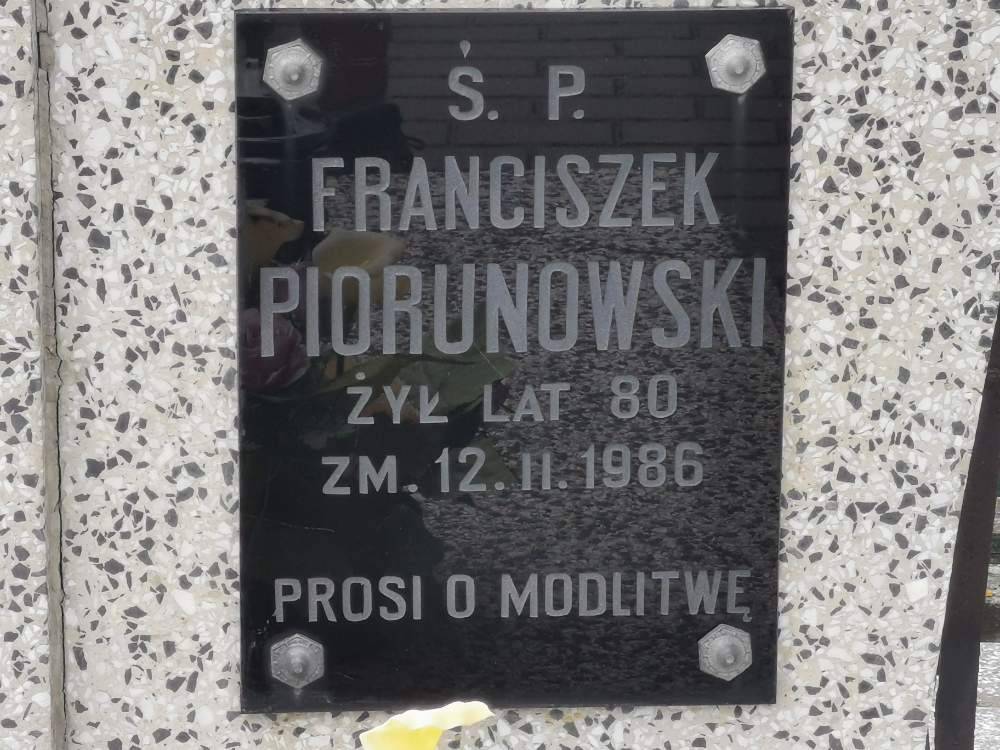 Ś. P.
FRANCISZEK
PIORUNOWSKI
ŻYŁ LAT 80
ZM. 12. II. 1986
PROSI O MODLITWĘ